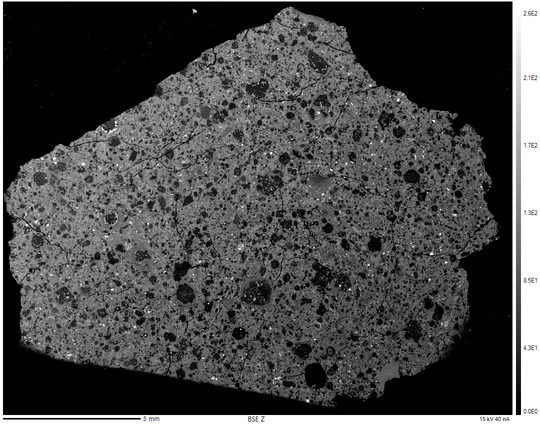 2.6E2
2.1E2
1.7E2
1.3E2
8.5E1
4.3E1
0.0E0
5 mm BSE Z 15 kV 40 nA